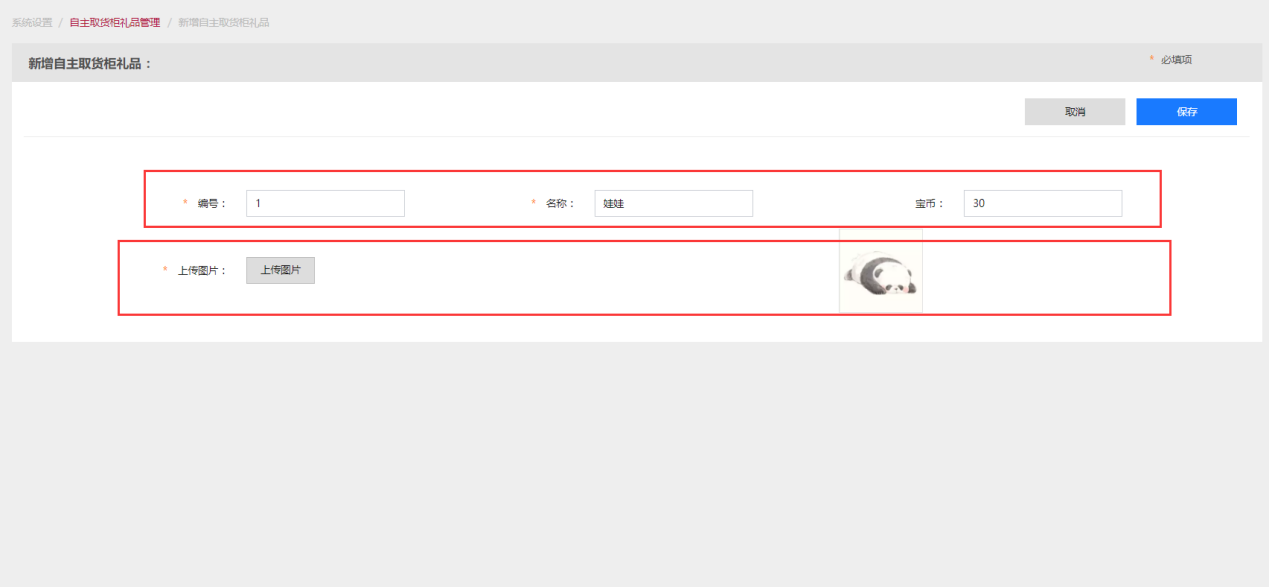 系统设置 / 自主取货柜礼品管理 / 新增自主取货柜礼品
新增自主取货柜礼品：
* 必填项
取消 保存
* 编号： 1 * 名称： 娃娃 宝币： 30
* 上传图片： 上传图片